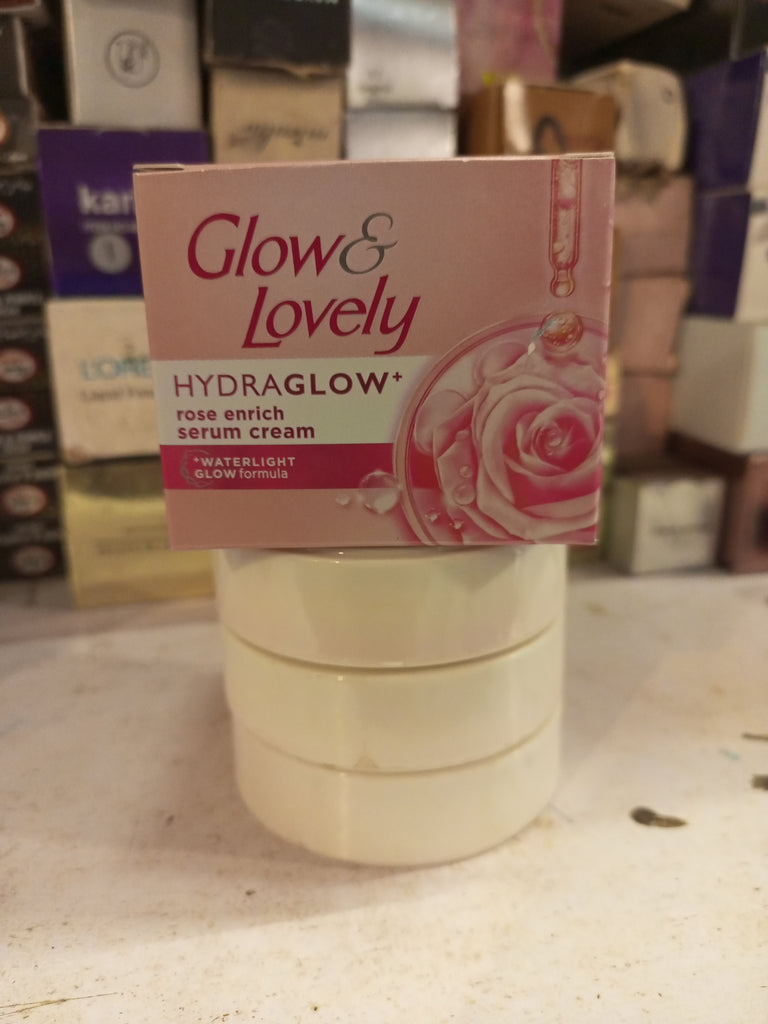 Glow&
Lovely
HYDRAGLOW+
rose enrich
serum cream
+WATERLIGHT
GLOW formula